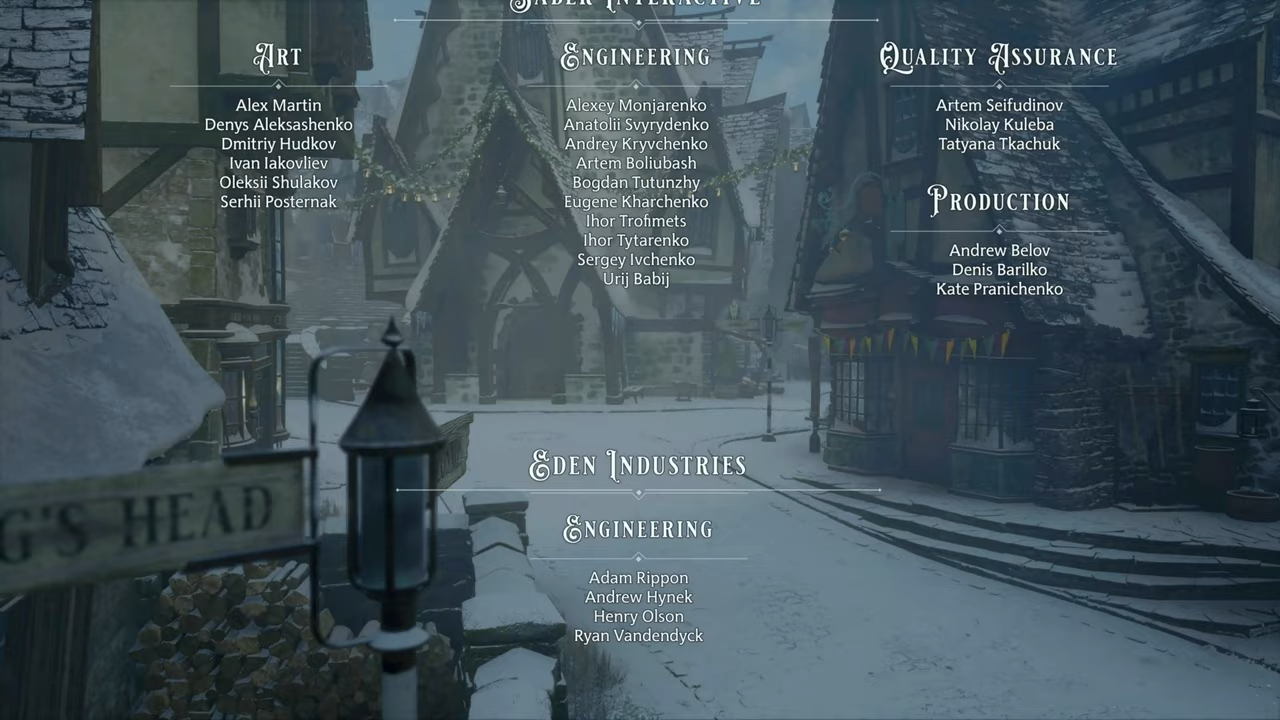 Saber Interactive
Art
Alex Martin
Denys Aleksashenko
Dmitriy Hudkov
Ivan Iakovliev
Oleksii Shulakov
Serhii Posternak
Engineering
Alexey Monjarenko
Anatolii Svyrydenko
Andrey Kryvchenko
Artem Boliubash
Bogdan Tutunzhy
Eugene Kharchenko
Ihor Trofimets
Ihor Tytarenko
Sergey Ivchenko
Urij Babij
Quality Assurance
Artem Seifudinov
Nikolay Kuleba
Tatyana Tkachuk
Production
Andrew Belov
Denis Barilko
Kate Pranichenko
Eden Industries
Engineering
Adam Rippon
Andrew Hynek
Henry Olson
Ryan Vandendyck
G'S HEAD